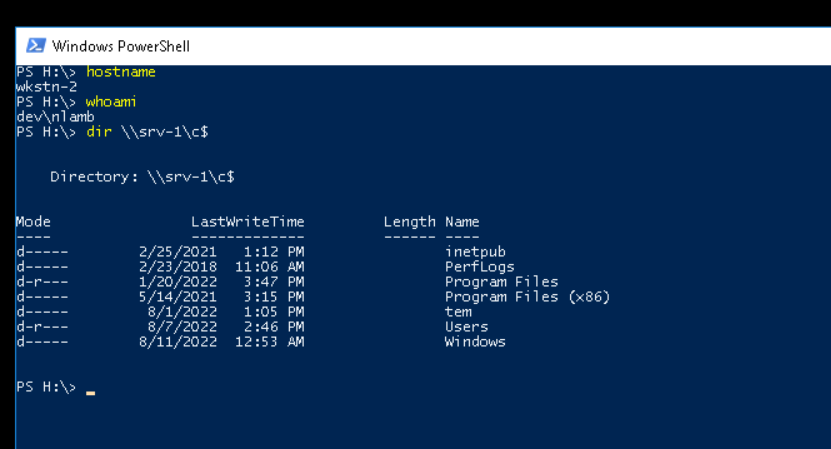 Windows PowerShell
PS H:\> hostname
wkstn-2
PS H:\> whoami
dev\nlamb
PS H:\> dir \\srv-1\c$
Directory: \\srv-1\c$
Mode LastWriteTime Length Name
---- ------------- ------ ----
d----- 2/25/2021 1:12 PM inetpub
d----- 2/23/2018 11:06 AM PerfLogs
d-r--- 1/20/2022 3:47 PM Program Files
d----- 5/14/2021 3:15 PM Program Files (x86)
d----- 8/1/2022 1:05 PM tem
d-r--- 8/7/2022 2:46 PM Users
d----- 8/11/2022 12:53 AM Windows
PS H:\>